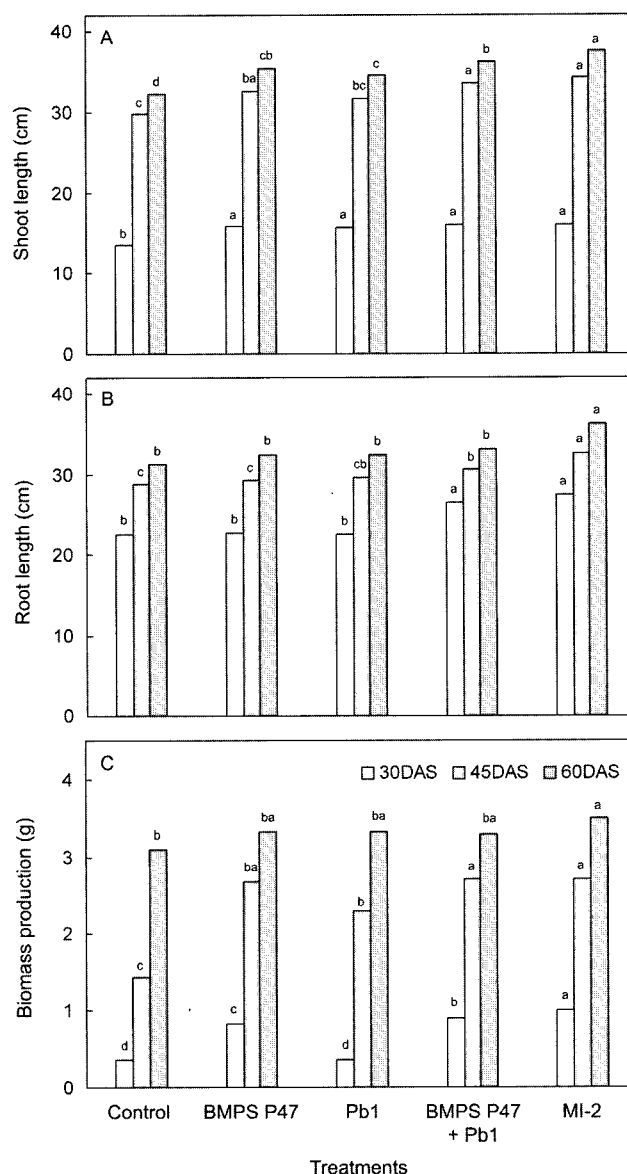 A
40
30
20
10
0
Shoot length (cm)
b c d
a ba cb
a bc c
a a b
a a a
B
40
30
20
10
0
Root length (cm)
b c b
b c b
b cb b
a b b
a a a
C
30DAS 45DAS 60DAS
4
3
2
1
0
Biomass production (g)
d c b
c ba ba
d b ba
b a ba
a a a
Control BMPS P47 Pb1 BMPS P47 MI-2
+ Pb1
Treatments